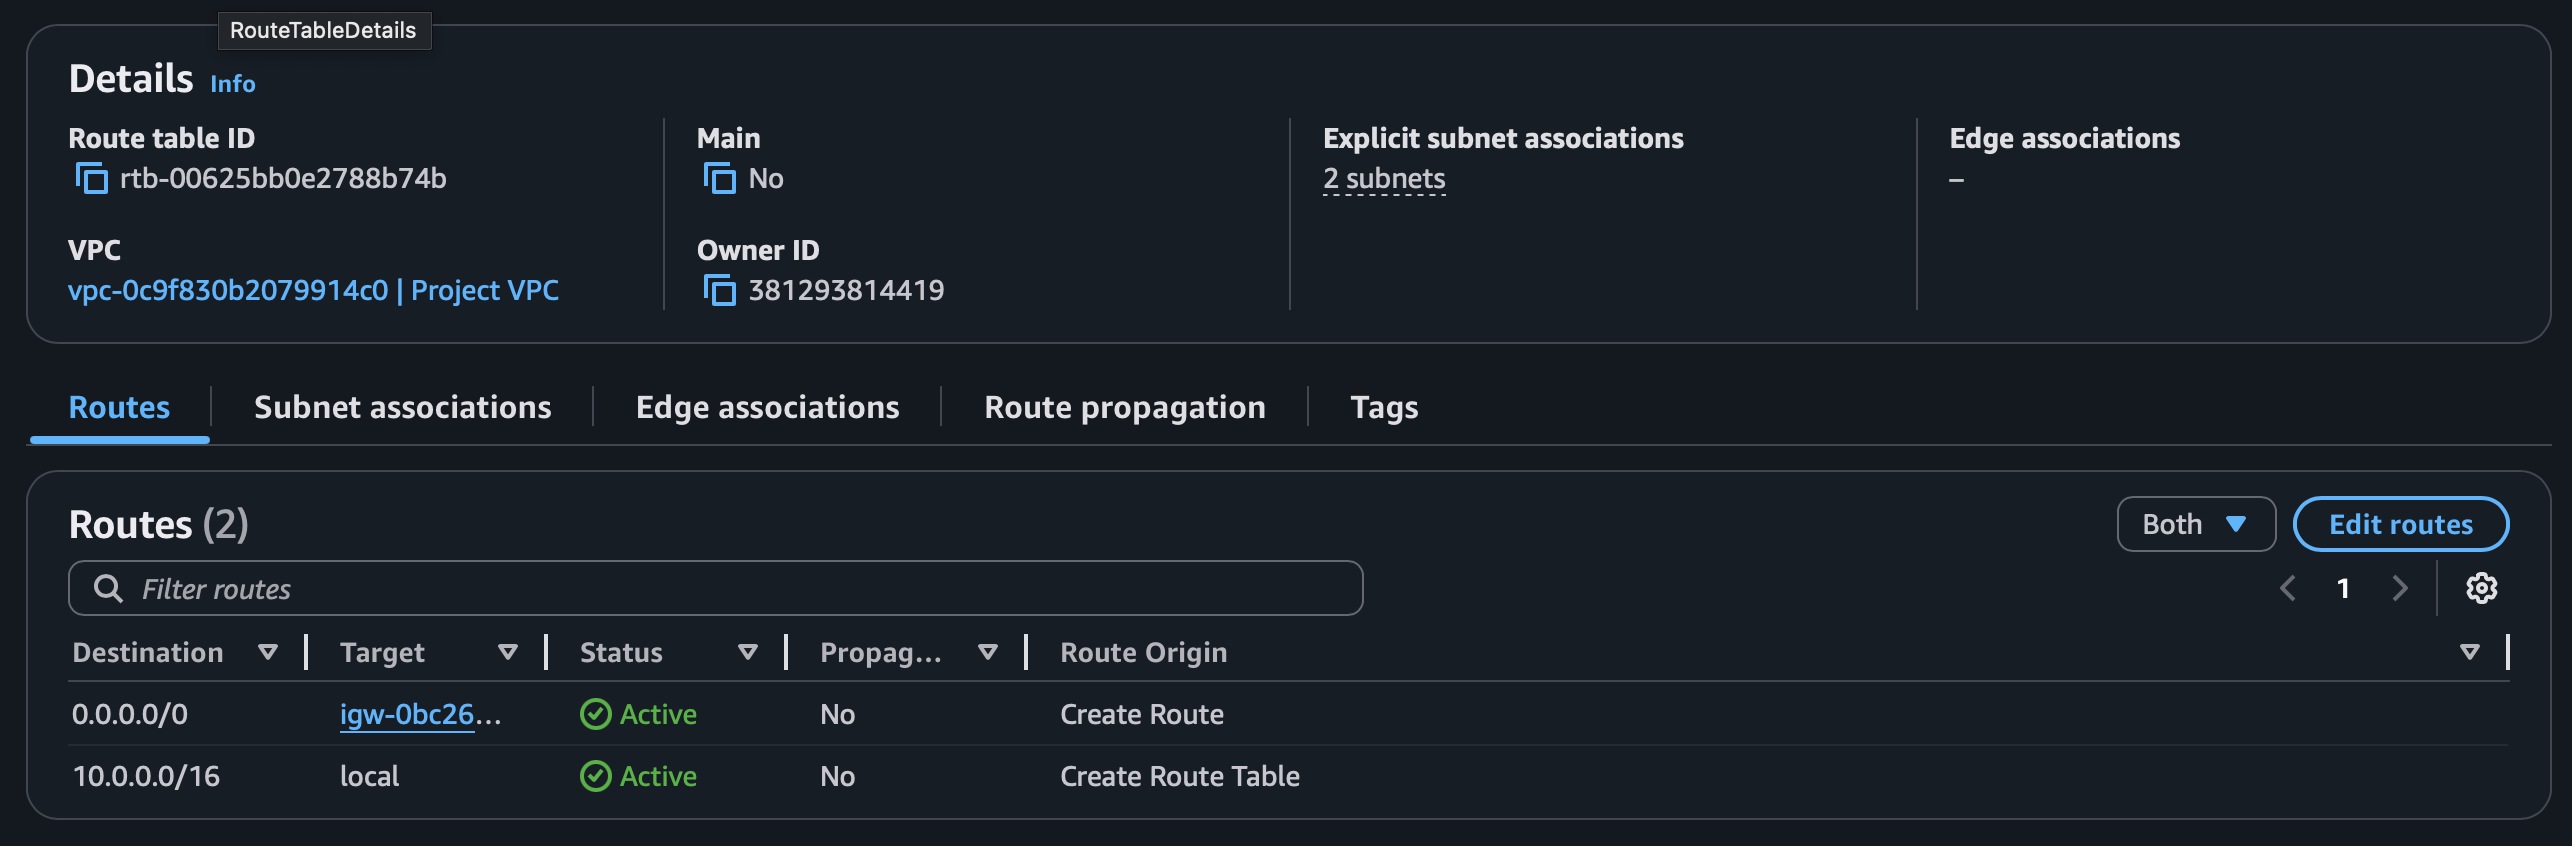 RouteTableDetails
Details Info
Route table ID
rtb-00625bb0e2788b74b
Main
No
Explicit subnet associations
2 subnets
Edge associations
–
VPC
vpc-0c9f830b2079914c0 | Project VPC
Owner ID
381293814419
Routes Subnet associations Edge associations Route propagation Tags
Routes (2) Both Edit routes
Filter routes 1
Destination Target Status Propag... Route Origin
0.0.0.0/0 igw-0bc26... Active No Create Route
10.0.0.0/16 local Active No Create Route Table